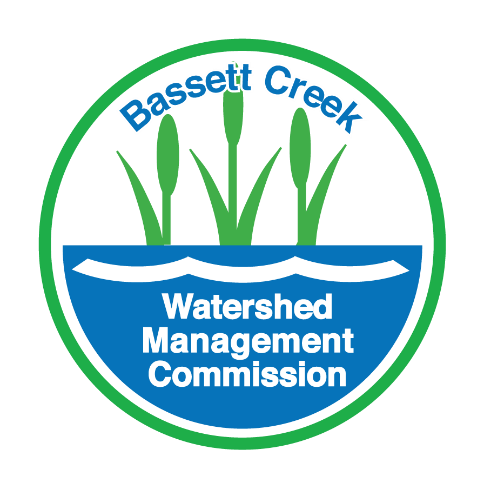 Bassett Creek
Watershed
Management
Commission